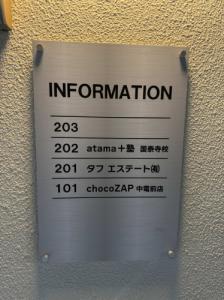 INFORMATION
203
202 atama+塾 国泰寺校
201 タフ エステート㈲
101 chocoZAP 中電前店